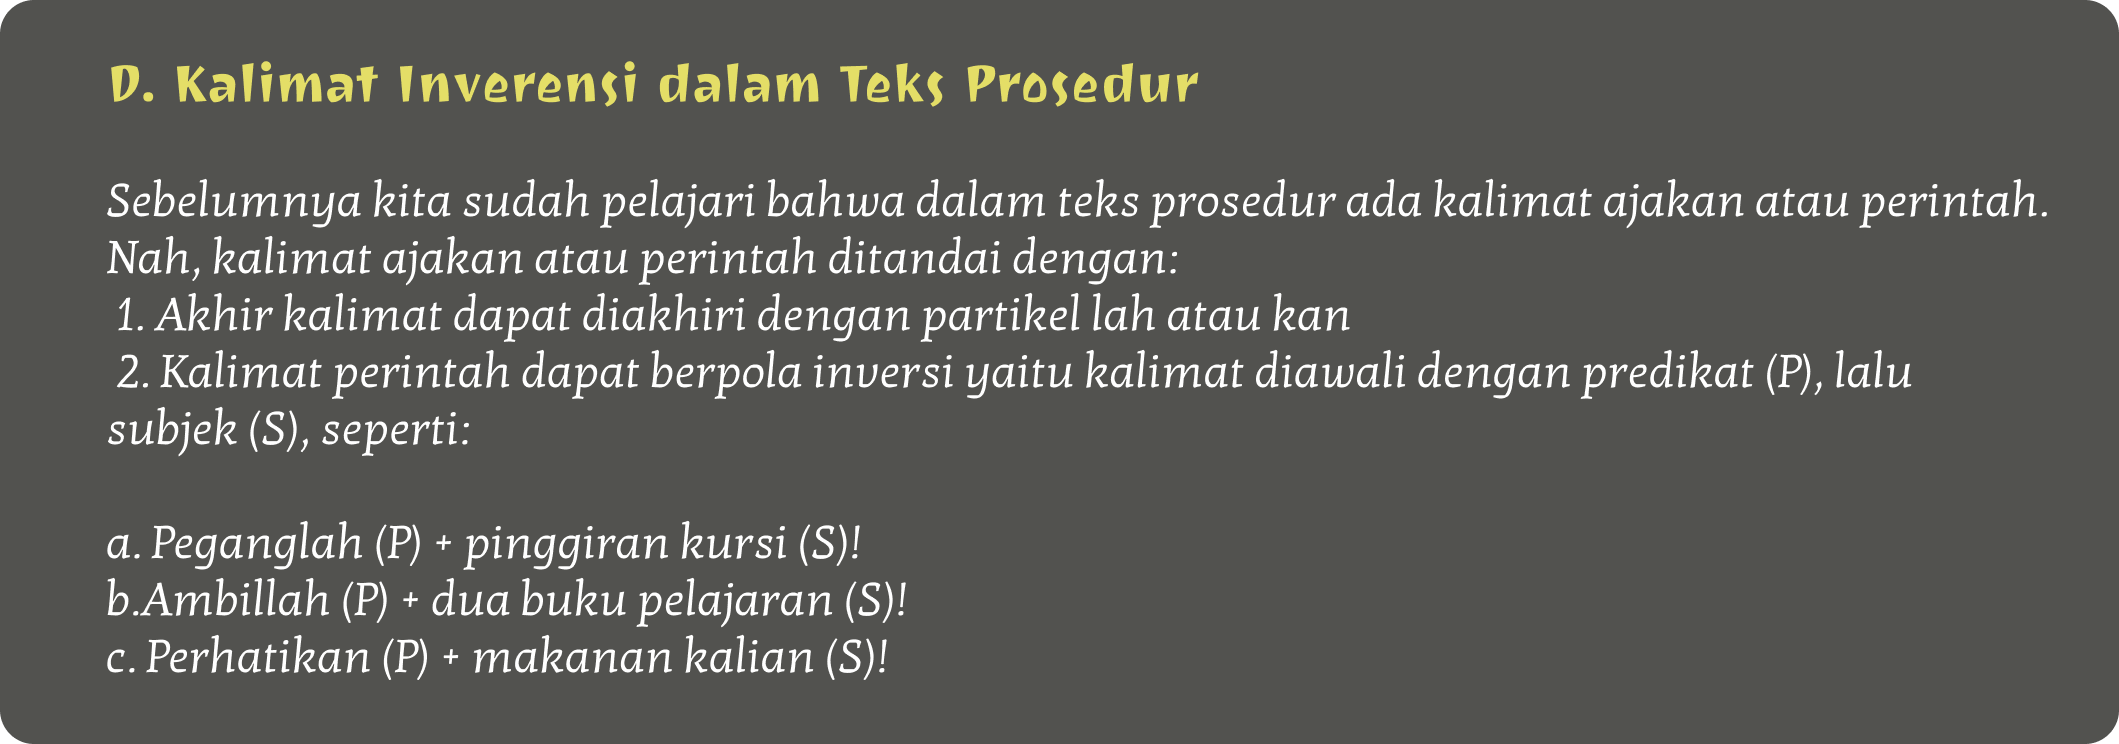 D. Kalimat Inverensi dalam Teks Prosedur
Sebelumnya kita sudah pelajari bahwa dalam teks prosedur ada kalimat ajakan atau perintah.
Nah, kalimat ajakan atau perintah ditandai dengan:
1. Akhir kalimat dapat diakhiri dengan partikel lah atau kan
2. Kalimat perintah dapat berpola inversi yaitu kalimat diawali dengan predikat (P), lalu
subjek (S), seperti:
a. Peganglah (P) + pinggiran kursi (S)!
b.Ambillah (P) + dua buku pelajaran (S)!
c. Perhatikan (P) + makanan kalian (S)!